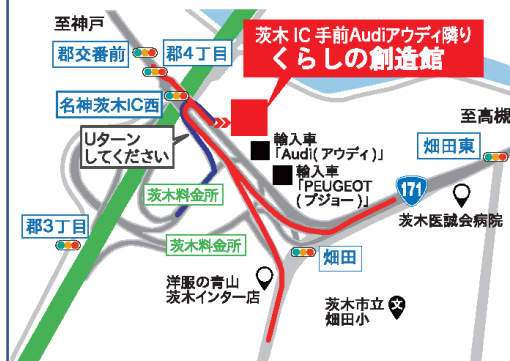 至神戸
郡交番前
郡4丁目
茨木 IC 手前Audiアウディ隣り
くらしの創造館
名神茨木IC西
Uターン
してください
輸入車
「Audi(アウディ)」
輸入車
「PEUGEOT
(プジョー)」
至高槻
畑田東
171
茨木医誠会病院
茨木料金所
郡3丁目
茨木料金所
畑田
洋服の青山
茨木インター店
茨木市立
畑田小
文